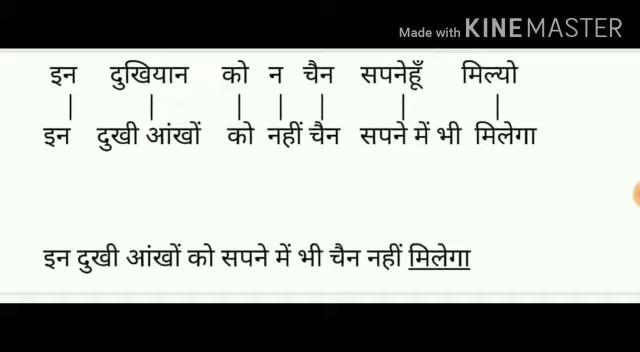 Made with KINEMASTER
इन दुखियान को न चैन सपनेहूँ मिल्यो
इन दुखी आंखों को नहीं चैन सपने में भी मिलेगा
इन दुखी आंखों को सपने में भी चैन नहीं मिलेगा